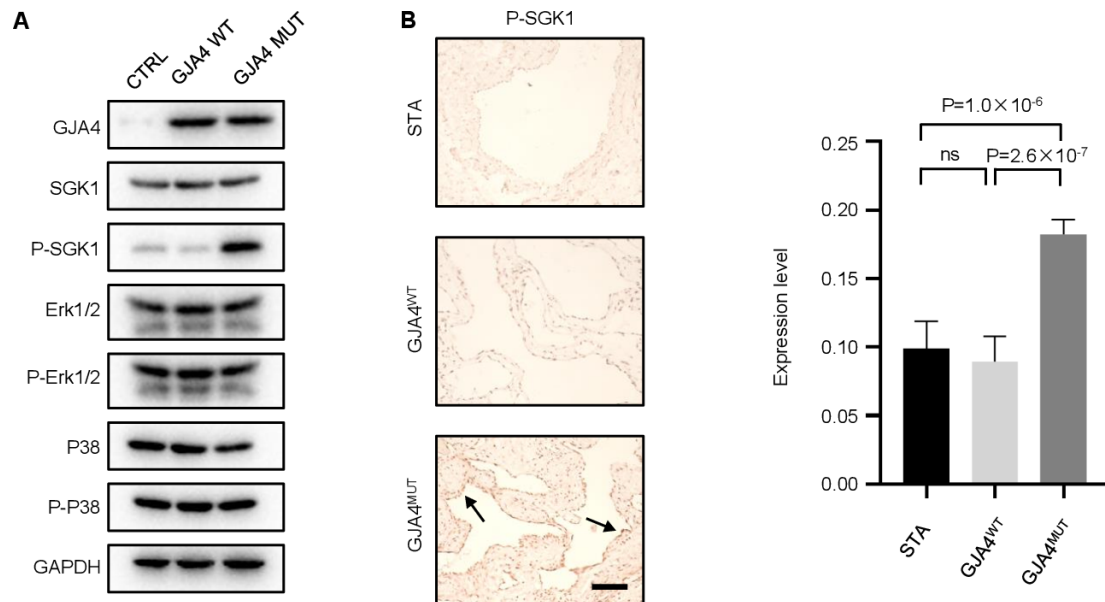 A
CTRL
GJA4 WT
GJA4 MUT
GJA4
SGK1
P-SGK1
Erk1/2
P-Erk1/2
P38
P-P38
GAPDH
B
P-SGK1
STA
GJA4ᵂᵀ
GJA4ᴹᵁᵀ
P=1.0×10⁻⁶
ns
P=2.6×10⁻⁷
Expression level
0.25
0.20
0.15
0.10
0.05
0.00
STA
GJA4ᵂᵀ
GJA4ᴹᵁᵀ